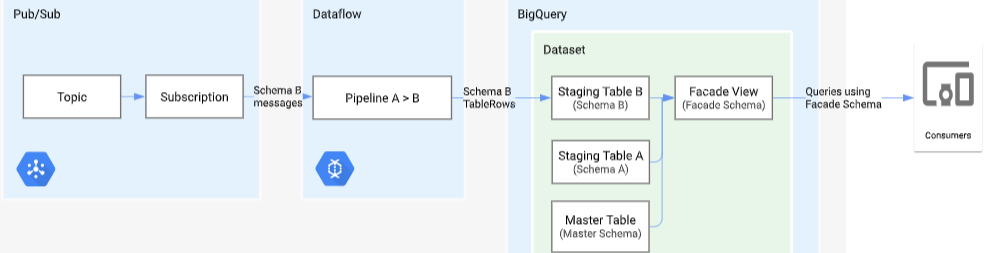 Pub/Sub
Dataflow
BigQuery
Dataset
Topic
Subscription
Schema B
messages
Pipeline A > B
Schema B
TableRows
Staging Table B
(Schema B)
Facade View
(Facade Schema)
Queries using
Facade Schema
Consumers
Staging Table A
(Schema A)
Master Table
(Master Schema)